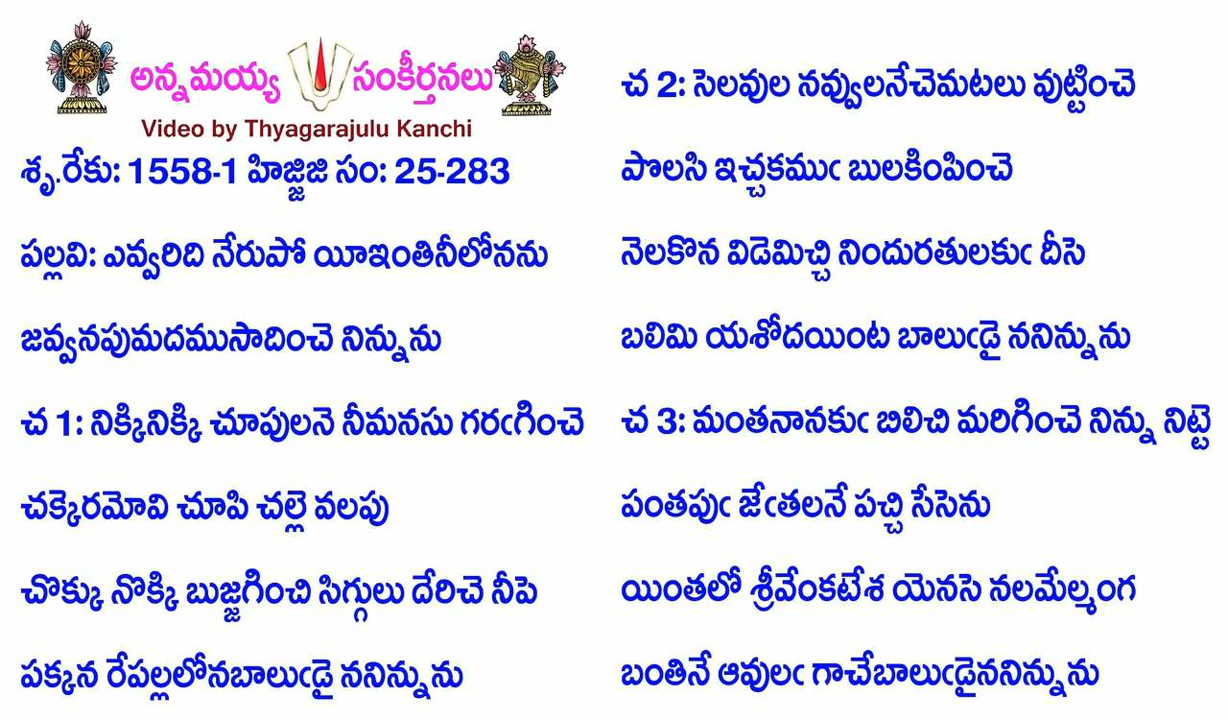 అన్నమయ్య సంకీర్తనలు
Video by Thyagarajulu Kanchi
శృ.రేకు: 1558-1 హిజ్జిజి సం: 25-283
పల్లవి: ఎవ్వరిది నేరుపో యీఇంతినీలోనను
జవ్వనపుమదముసాదించె నిన్నును
చ 1: నిక్కినిక్కి చూపులనె నీమనసు గరఁగించె
చక్కెరమోవి చూపి చల్లె వలపు
చొక్కు నొక్కి బుజ్జగించి సిగ్గులు దేరిచె నీపె
పక్కన రేపల్లలోనబాలుఁడై ననిన్నును
చ 2: సెలవుల నవ్వులనేచెమటలు వుట్టించె
పొలసి ఇచ్చకముఁ బులకింపించె
నెలకొన విడెమిచ్చి నిందురతులకుఁ దీసె
బలిమి యశోదయింట బాలుఁడై ననిన్నును
చ 3: మంతనానకుఁ బిలిచి మరిగించె నిన్ను నిట్టె
పంతపుఁ జేఁతలనే పచ్చి సేసెను
యింతలో శ్రీవేంకటేశ యెనసె నలమేల్మంగ
బంతినే ఆవులఁ గాచేబాలుఁడైననిన్నును